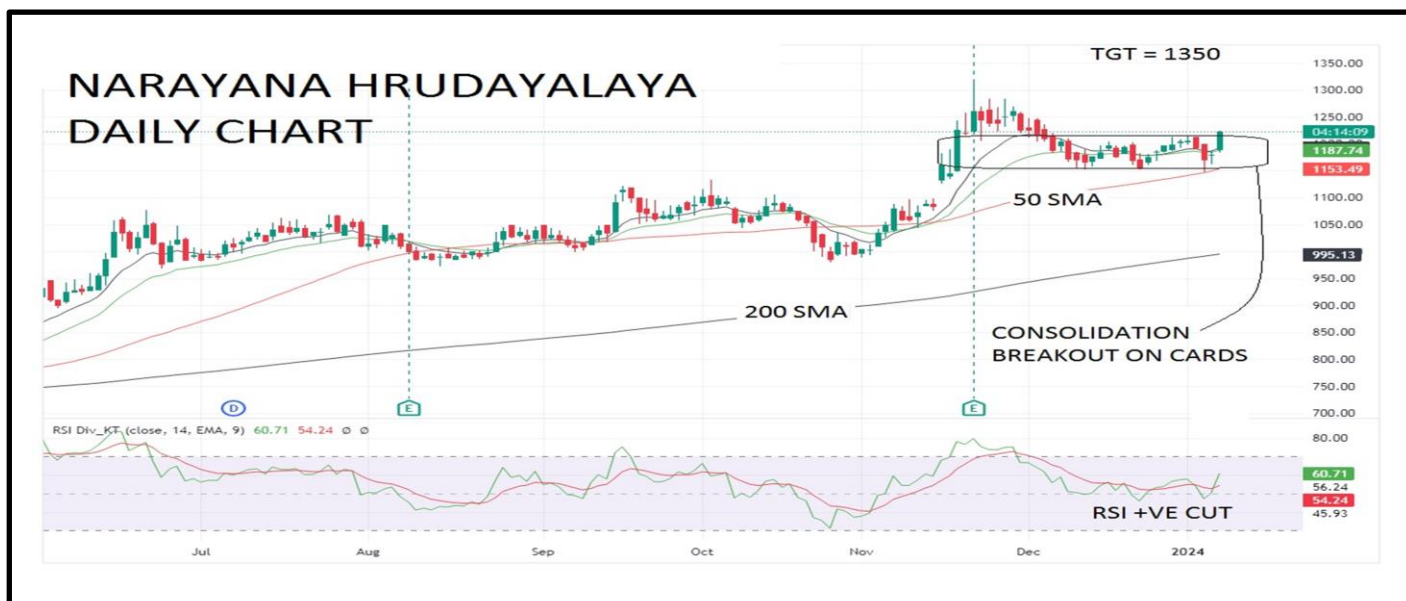 NARAYANA HRUDAYALAYA
DAILY CHART
TGT = 1350
1350.00
1300.00
1250.00
04:14:09
1187.74
1153.49
1100.00
1050.00
995.13
950.00
900.00
850.00
800.00
750.00
700.00
50 SMA
200 SMA
CONSOLIDATION
BREAKOUT ON CARDS
D
E
E
RSI Div_KT (close, 14, EMA, 9) 60.71 54.24 Ø Ø
80.00
60.71
56.24
54.24
45.93
RSI +VE CUT
Jul Aug Sep Oct Nov Dec 2024